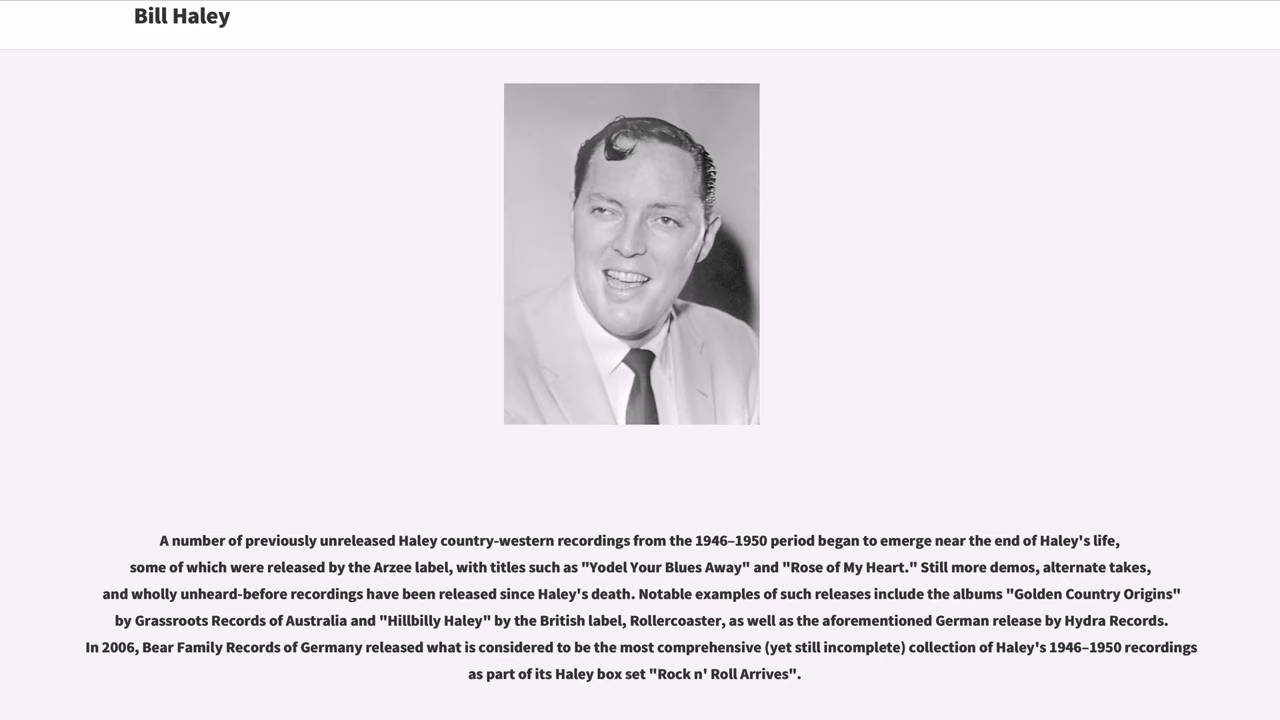 Bill Haley
A number of previously unreleased Haley country-western recordings from the 1946–1950 period began to emerge near the end of Haley's life,
some of which were released by the Arzee label, with titles such as "Yodel Your Blues Away" and "Rose of My Heart." Still more demos, alternate takes,
and wholly unheard-before recordings have been released since Haley's death. Notable examples of such releases include the albums "Golden Country Origins"
by Grassroots Records of Australia and "Hillbilly Haley" by the British label, Rollercoaster, as well as the aforementioned German release by Hydra Records.
In 2006, Bear Family Records of Germany released what is considered to be the most comprehensive (yet still incomplete) collection of Haley's 1946–1950 recordings
as part of its Haley box set "Rock n' Roll Arrives".